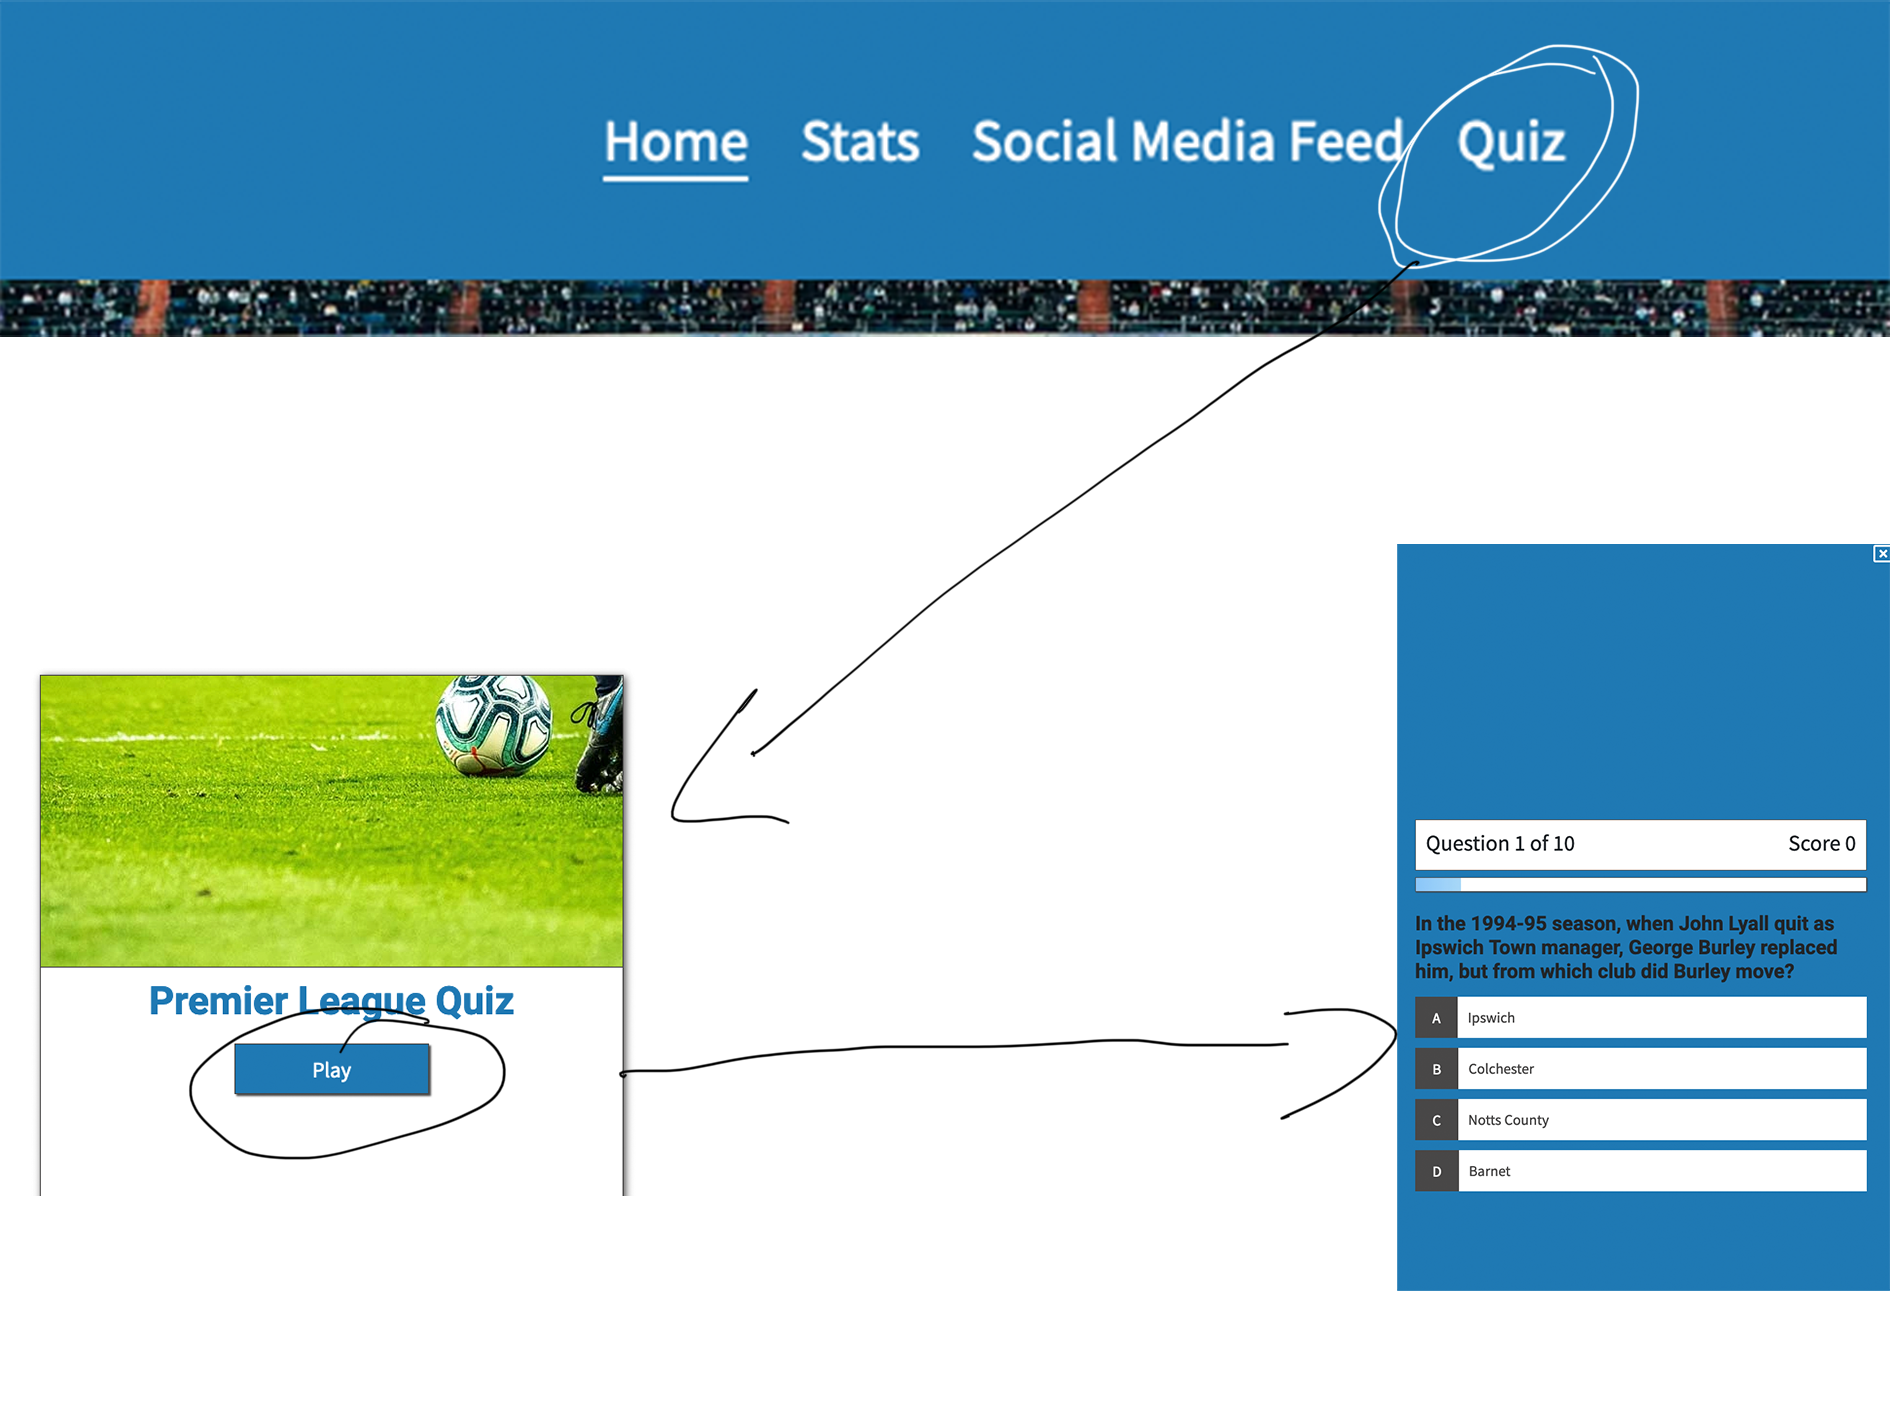 Home Stats Social Media Feed Quiz
Premier League Quiz
Play
Question 1 of 10 Score 0
In the 1994-95 season, when John Lyall quit as
Ipswich Town manager, George Burley replaced
him, but from which club did Burley move?
A Ipswich
B Colchester
C Notts County
D Barnet